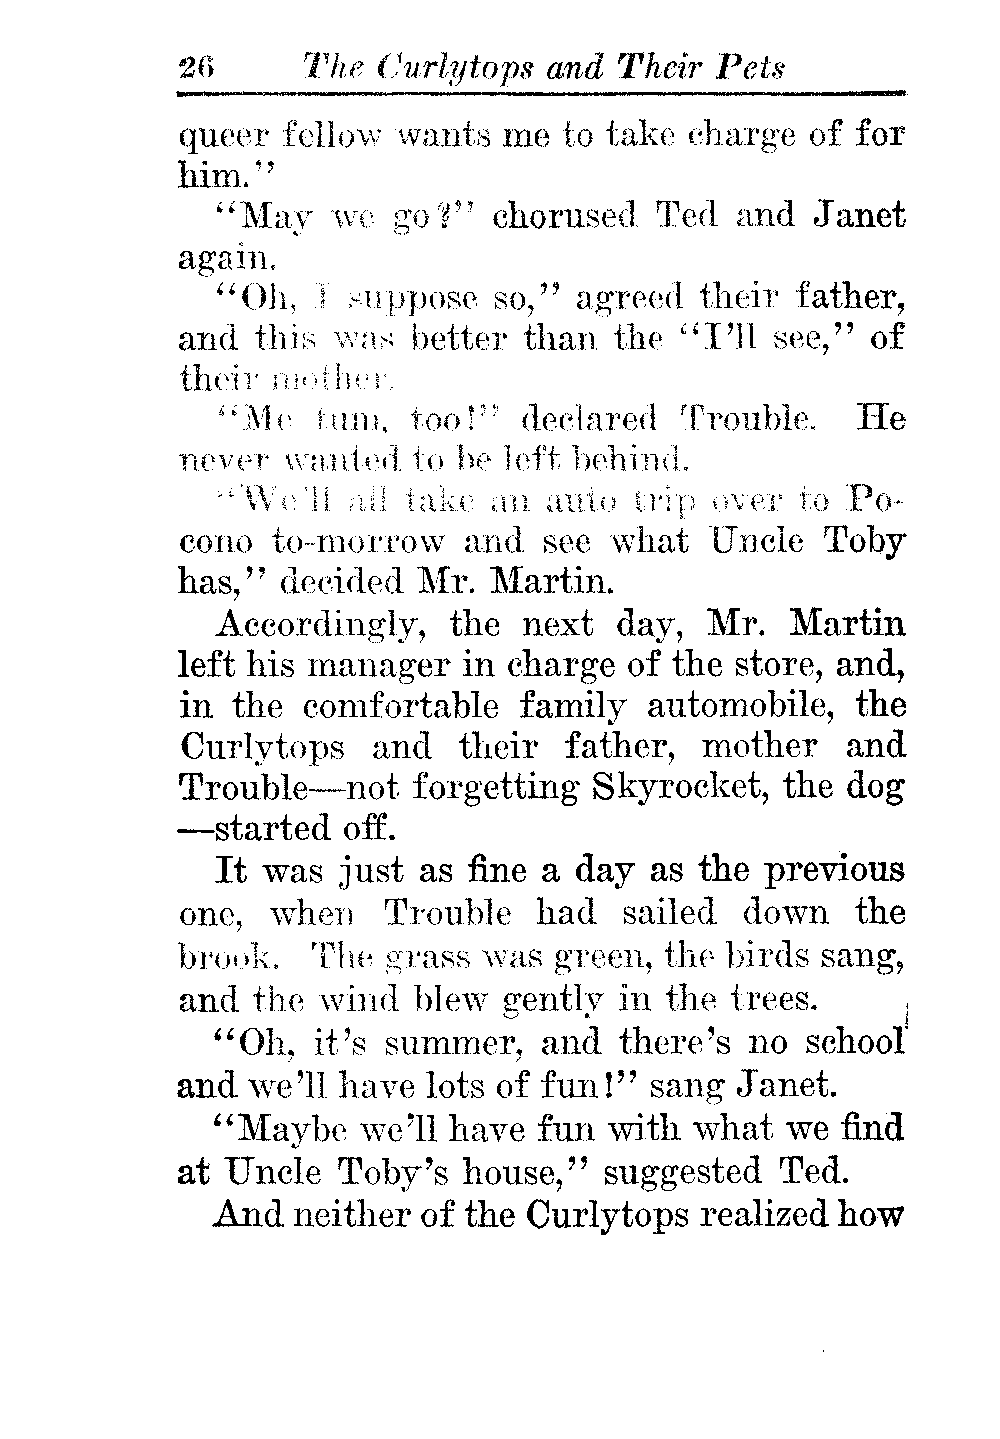 26 The Curlytops and Their Pets
queer fellow wants me to take charge of for
him."
"May we go?" chorused Ted and Janet
again.
"Oh, I suppose so," agreed their father,
and this was better than the "I'll see," of
their mother.
"Me tum, too!" declared Trouble. He
never wanted to be left behind.
"We'll all take an auto trip over to Po-
cono to-morrow and see what Uncle Toby
has," decided Mr. Martin.
Accordingly, the next day, Mr. Martin
left his manager in charge of the store, and,
in the comfortable family automobile, the
Curlytops and their father, mother and
Trouble—not forgetting Skyrocket, the dog
—started off.
It was just as fine a day as the previous
one, when Trouble had sailed down the
brook. The grass was green, the birds sang,
and the wind blew gently in the trees.
"Oh, it's summer, and there's no school
and we'll have lots of fun!" sang Janet.
"Maybe we'll have fun with what we find
at Uncle Toby's house," suggested Ted.
And neither of the Curlytops realized how